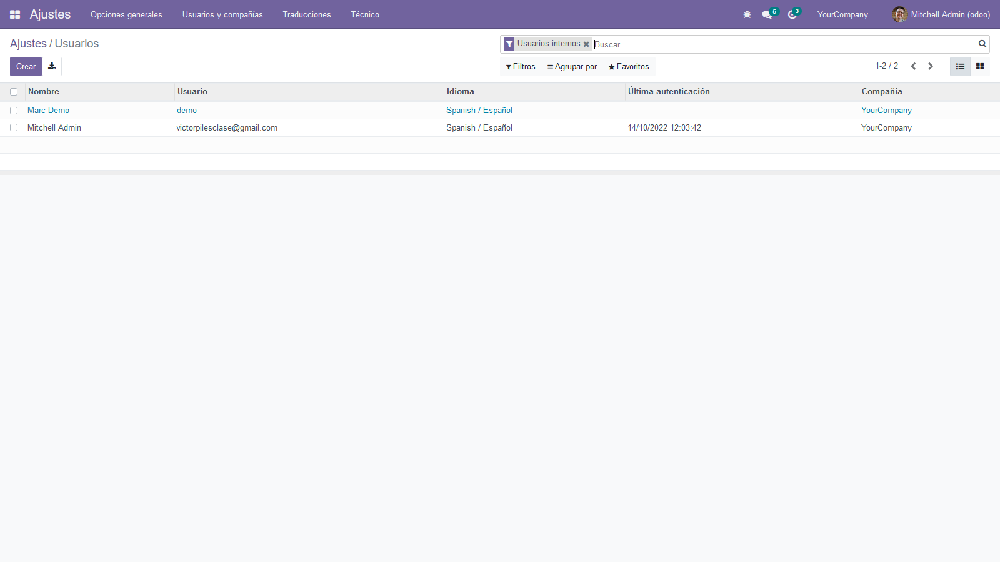 Ajustes Opciones generales Usuarios y compañías Traducciones Técnico 5 3 YourCompany Mitchell Admin (odoo)
Ajustes / Usuarios
Usuarios internos Buscar...
Crear
Filtros Agrupar por Favoritos 1-2 / 2
Nombre Usuario Idioma Última autenticación Compañía
Marc Demo demo Spanish / Español YourCompany
Mitchell Admin victorpilesclase@gmail.com Spanish / Español 14/10/2022 12:03:42 YourCompany